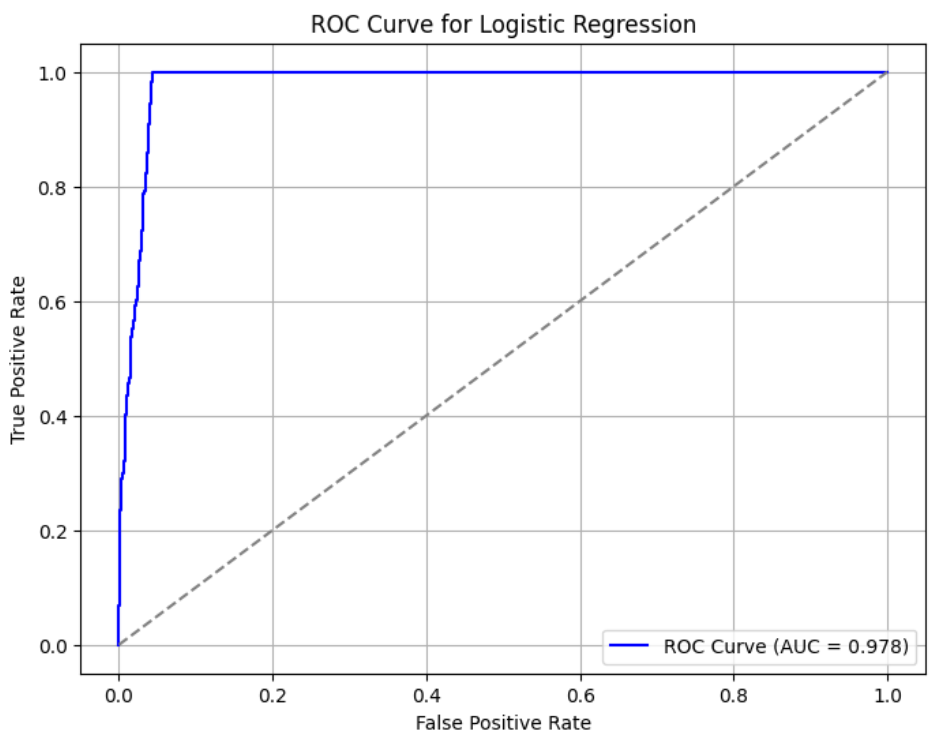 ROC Curve for Logistic Regression
1.0
0.8
0.6
0.4
0.2
0.0
True Positive Rate
ROC Curve (AUC = 0.978)
0.0 0.2 0.4 0.6 0.8 1.0
False Positive Rate